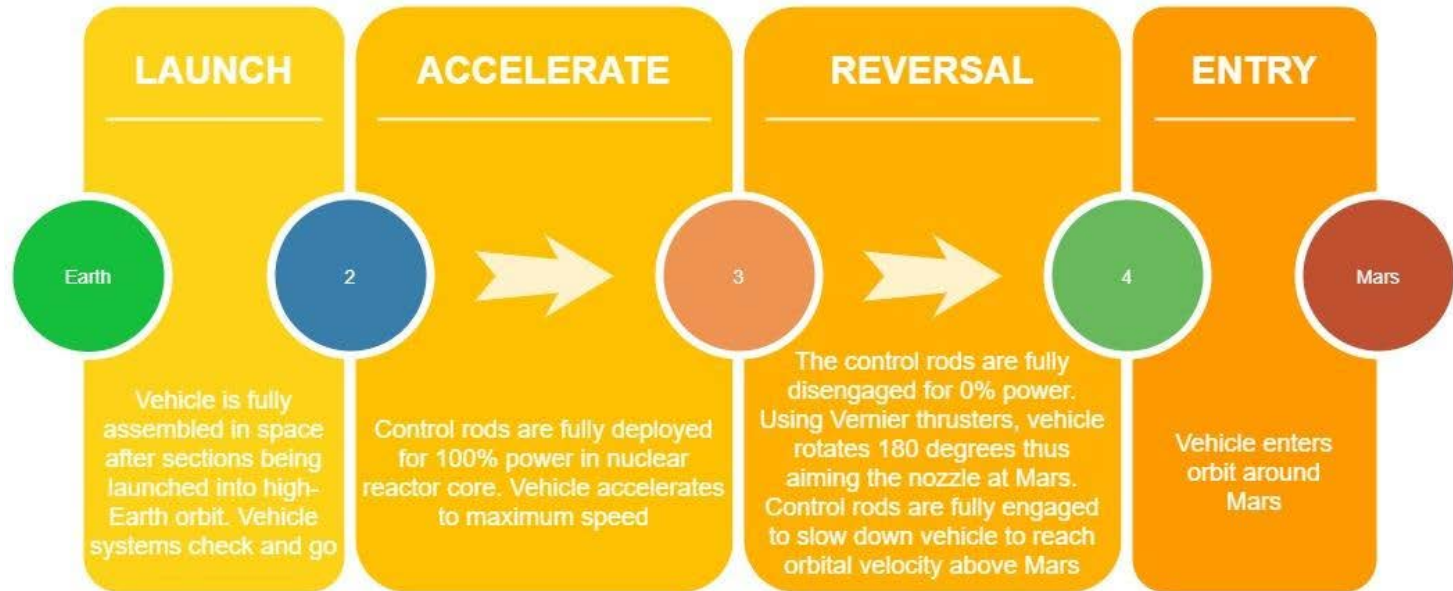 LAUNCH
ACCELERATE
REVERSAL
ENTRY
Earth
2
3
4
Mars
Vehicle is fully
assembled in space
after sections being
launched into high-
Earth orbit. Vehicle
systems check and go
Control rods are fully deployed
for 100% power in nuclear
reactor core. Vehicle accelerates
to maximum speed
The control rods are fully
disengaged for 0% power.
Using Vernier thrusters, vehicle
rotates 180 degrees thus
aiming the nozzle at Mars.
Control rods are fully engaged
to slow down vehicle to reach
orbital velocity above Mars
Vehicle enters
orbit around
Mars